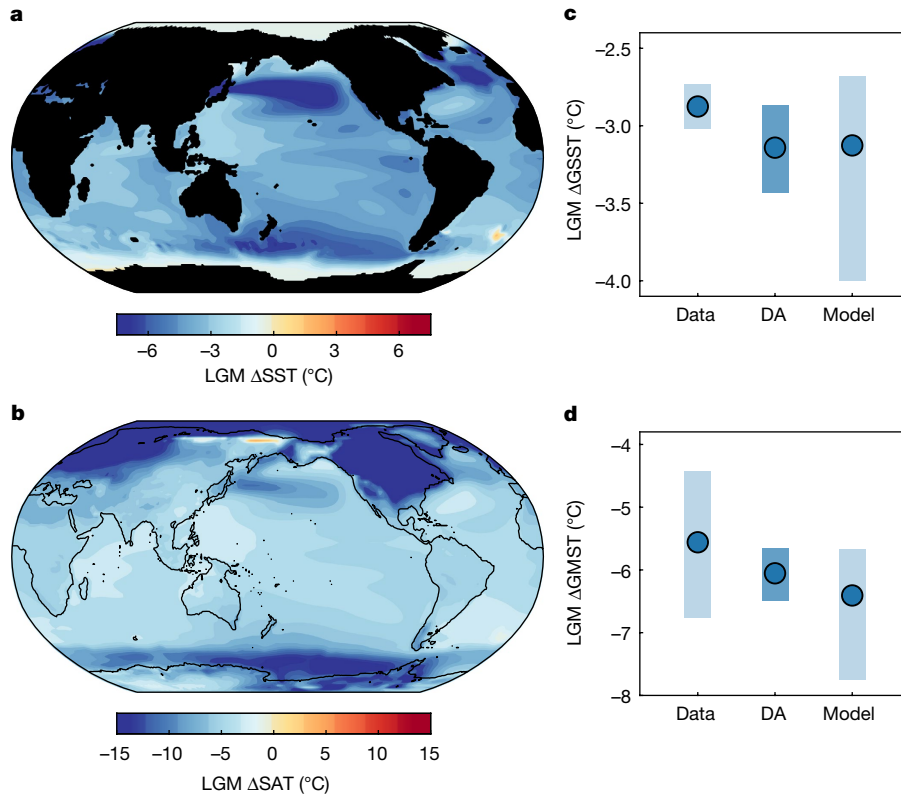 a
−6 −3 0 3 6
LGM ΔSST (°C)
b
−15 −10 −5 0 5 10 15
LGM ΔSAT (°C)
c
−2.5
−3.0
−3.5
−4.0
LGM ΔGSST (°C)
Data DA Model
d
−4
−5
−6
−7
−8
LGM ΔGMST (°C)
Data DA Model